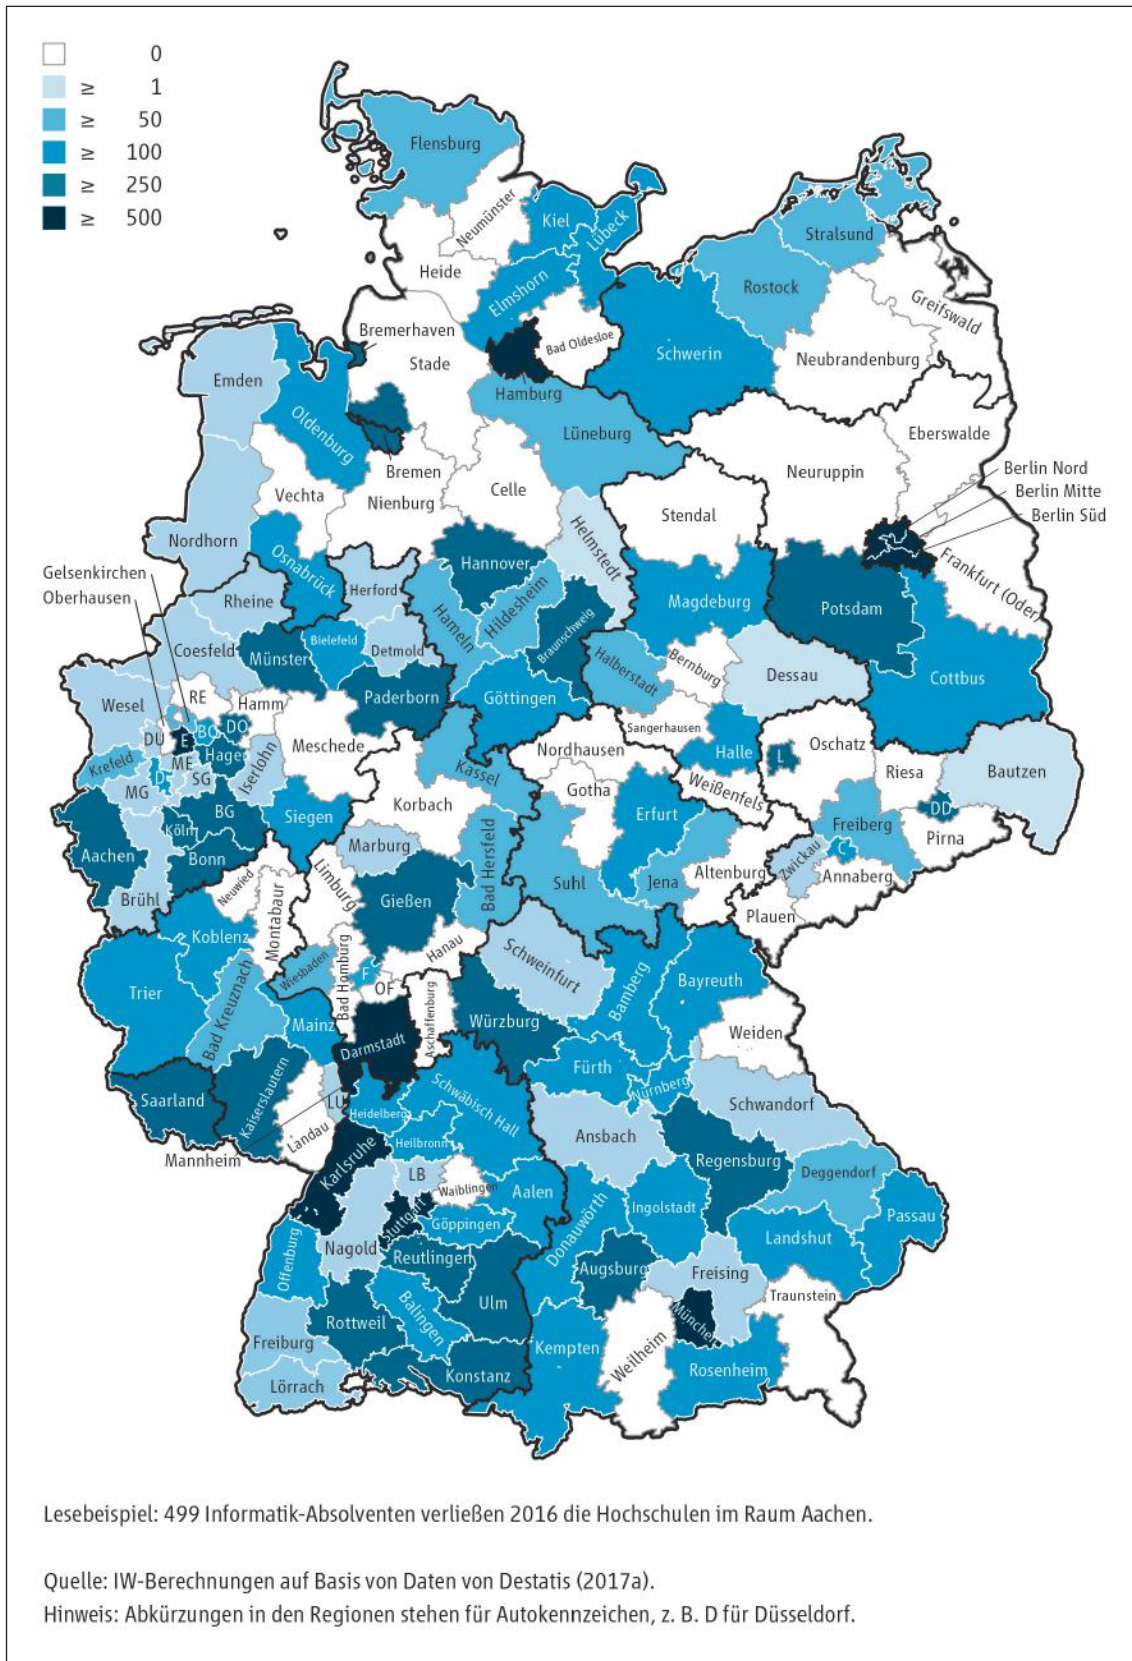 0
≥ 1
≥ 50
≥ 100
≥ 250
≥ 500
Flensburg
Neumünster
Kiel
Lübeck
Heide
Elmshorn
Stralsund
Rostock
Greifswald
Bremerhaven
Stade
Bad Oldesloe
Schwerin
Neubrandenburg
Emden
Hamburg
Oldenburg
Lüneburg
Eberswalde
Bremen
Neuruppin
Berlin Nord
Vechta
Nienburg
Celle
Berlin Mitte
Stendal
Berlin Süd
Nordhorn
Helmstedt
Gelsenkirchen
Osnabrück
Hannover
Frankfurt (Oder)
Oberhausen
Rheine
Herford
Hildesheim
Magdeburg
Potsdam
Hameln
Braunschweig
Coesfeld
Münster
Bielefeld
Detmold
Halberstadt
Bernburg
Dessau
Cottbus
Wesel
RE
Hamm
Paderborn
Göttingen
DU
E
BO
DO
Meschede
Sangerhausen
Halle
L
Oschatz
Krefeld
D
ME
Hagen
Iserlohn
Nordhausen
Riesa
Bautzen
MG
SG
Kassel
Weißenfels
BG
Siegen
Korbach
Gotha
Erfurt
DD
Köln
Freiberg
Pirna
Aachen
Bonn
Marburg
Bad Hersfeld
Zwickau
C
Brühl
Neuwied
Limburg
Gießen
Suhl
Jena
Altenburg
Annaberg
Montabaur
Plauen
Koblenz
Wiesbaden
Bad Homburg
Hanau
Schweinfurt
Bamberg
Bayreuth
Trier
F
OF
Bad Kreuznach
Mainz
Aschaffenburg
Würzburg
Weiden
Darmstadt
Fürth
Nürnberg
Saarland
Kaiserslautern
LU
Schwäbisch Hall
Schwandorf
Heidelberg
Landau
Heilbronn
Ansbach
Mannheim
Karlsruhe
LB
Waiblingen
Aalen
Regensburg
Deggendorf
Stuttgart
Göppingen
Donauwörth
Ingolstadt
Passau
Offenburg
Nagold
Reutlingen
Landshut
Augsburg
Freising
Rottweil
Balingen
Ulm
Traunstein
München
Freiburg
Kempten
Weilheim
Rosenheim
Lörrach
Konstanz
Lesebeispiel: 499 Informatik-Absolventen verließen 2016 die Hochschulen im Raum Aachen.
Quelle: IW-Berechnungen auf Basis von Daten von Destatis (2017a).
Hinweis: Abkürzungen in den Regionen stehen für Autokennzeichen, z. B. D für Düsseldorf.